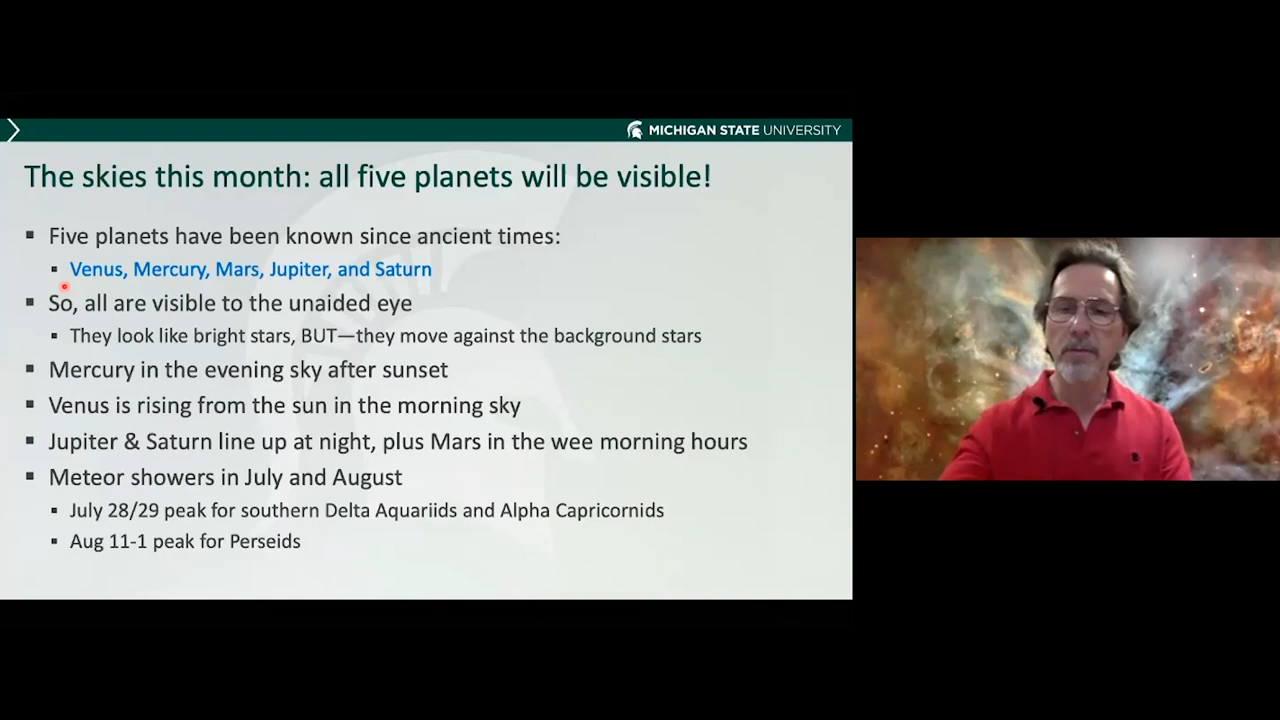 MICHIGAN STATE UNIVERSITY
The skies this month: all five planets will be visible!
Five planets have been known since ancient times:
Venus, Mercury, Mars, Jupiter, and Saturn
So, all are visible to the unaided eye
They look like bright stars, BUT—they move against the background stars
Mercury in the evening sky after sunset
Venus is rising from the sun in the morning sky
Jupiter & Saturn line up at night, plus Mars in the wee morning hours
Meteor showers in July and August
July 28/29 peak for southern Delta Aquariids and Alpha Capricornids
Aug 11-1 peak for Perseids